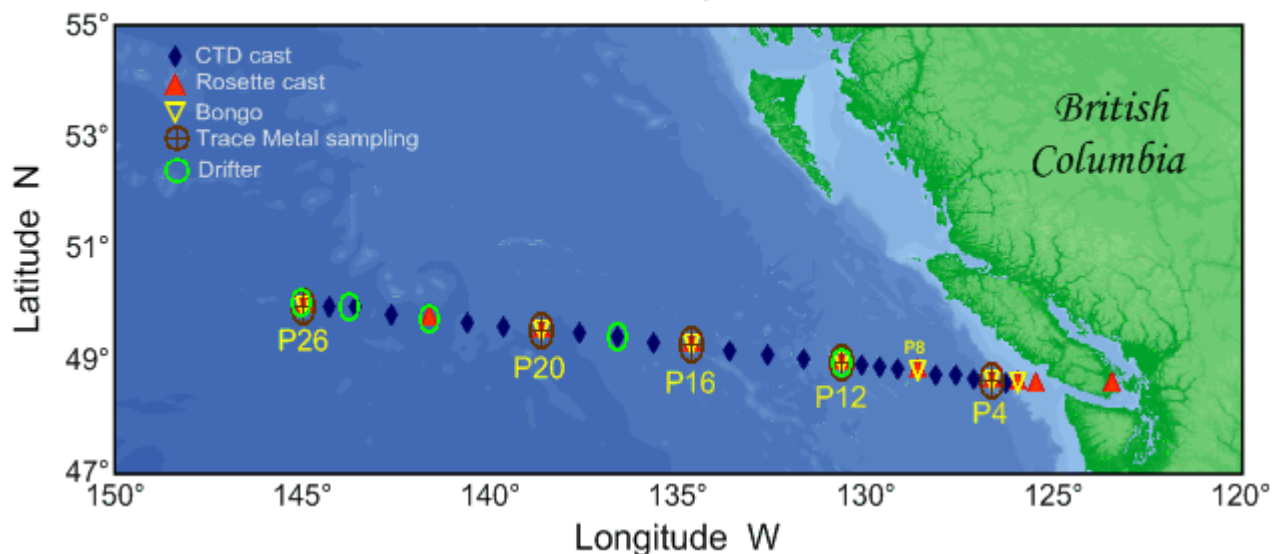 55°
53°
51°
49°
47°
Latitude N
CTD cast
Rosette cast
Bongo
Trace Metal sampling
Drifter
British
Columbia
P26
P20
P16
P12
P8
P4
150°
145°
140°
135°
130°
125°
120°
Longitude W